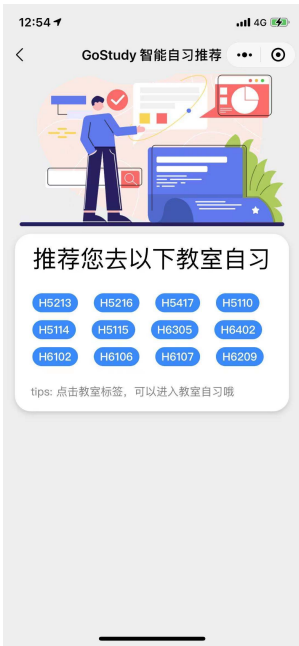 12:54
4G
GoStudy 智能自习推荐
推荐您去以下教室自习
H5213 H5216 H5417 H5110
H5114 H5115 H6305 H6402
H6102 H6106 H6107 H6209
tips: 点击教室标签，可以进入教室自习哦